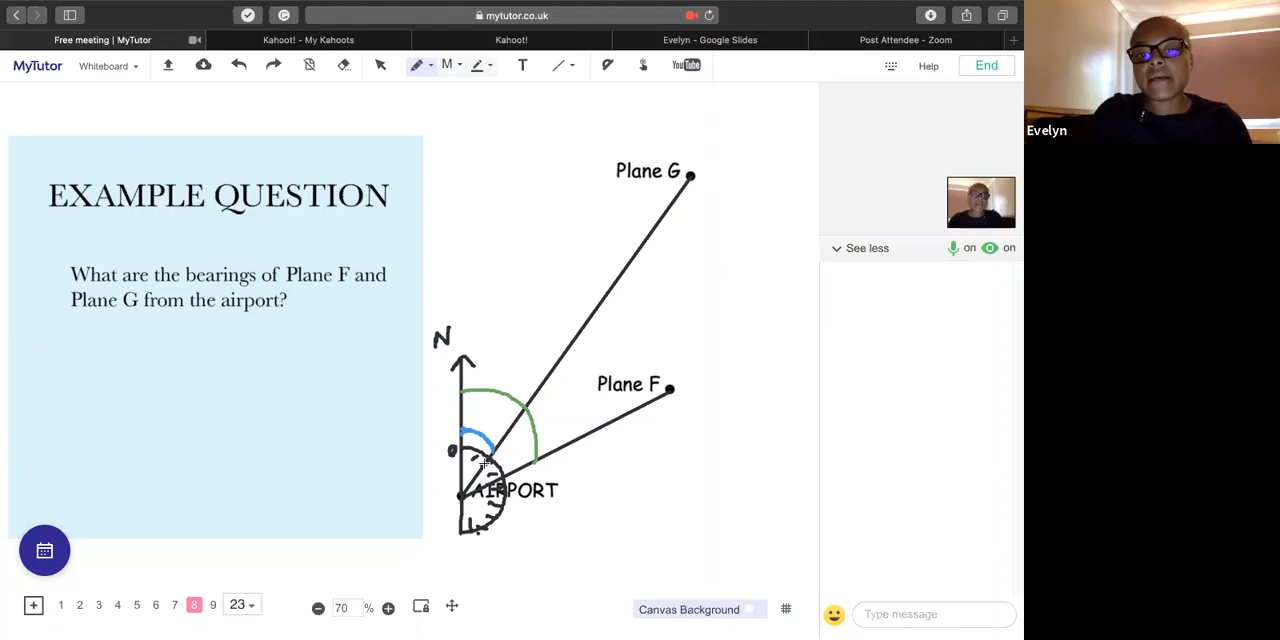 mytutor.co.uk
Free meeting | MyTutor
Kahoot! - My Kahoots
Kahoot!
Evelyn - Google Slides
Post Attendee - Zoom
MyTutor
Whiteboard
M
T
YouTube
Help
End
Evelyn
EXAMPLE QUESTION
What are the bearings of Plane F and
Plane G from the airport?
Plane G
N
Plane F
0
AIRPORT
See less
on
on
1 2 3 4 5 6 7 8 9 23
70 %
Canvas Background
Type message